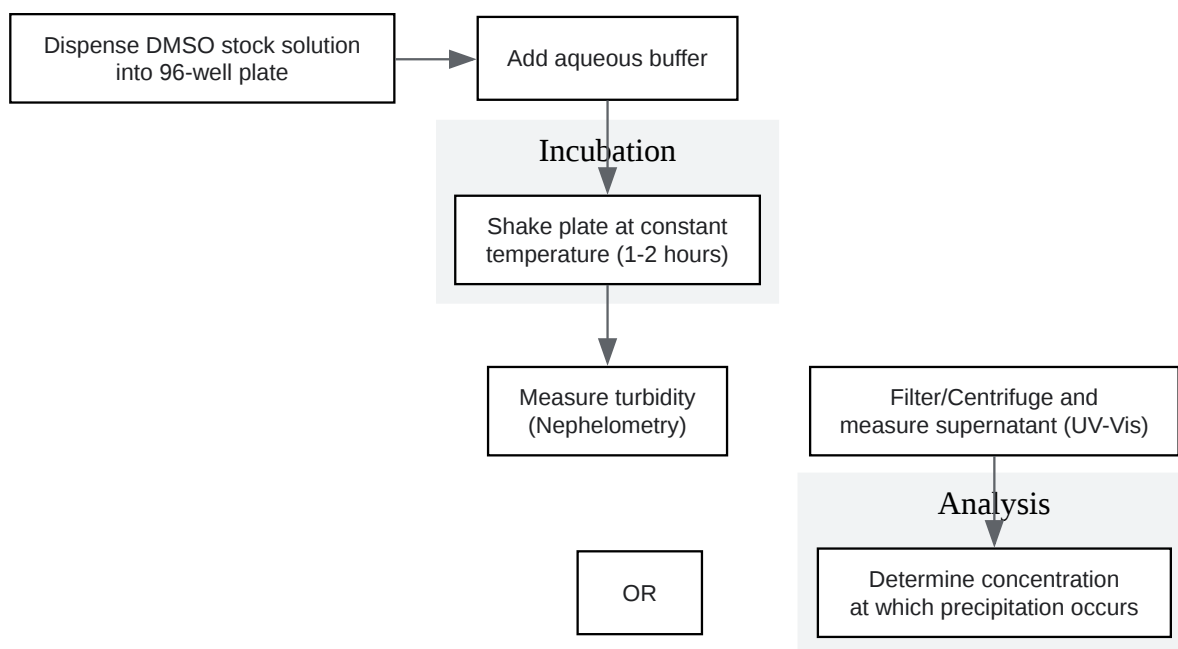 Dispense DMSO stock solution
into 96-well plate
Add aqueous buffer
Incubation
Shake plate at constant
temperature (1-2 hours)
Measure turbidity
(Nephelometry)
Filter/Centrifuge and
measure supernatant (UV-Vis)
Analysis
OR
Determine concentration
at which precipitation occurs